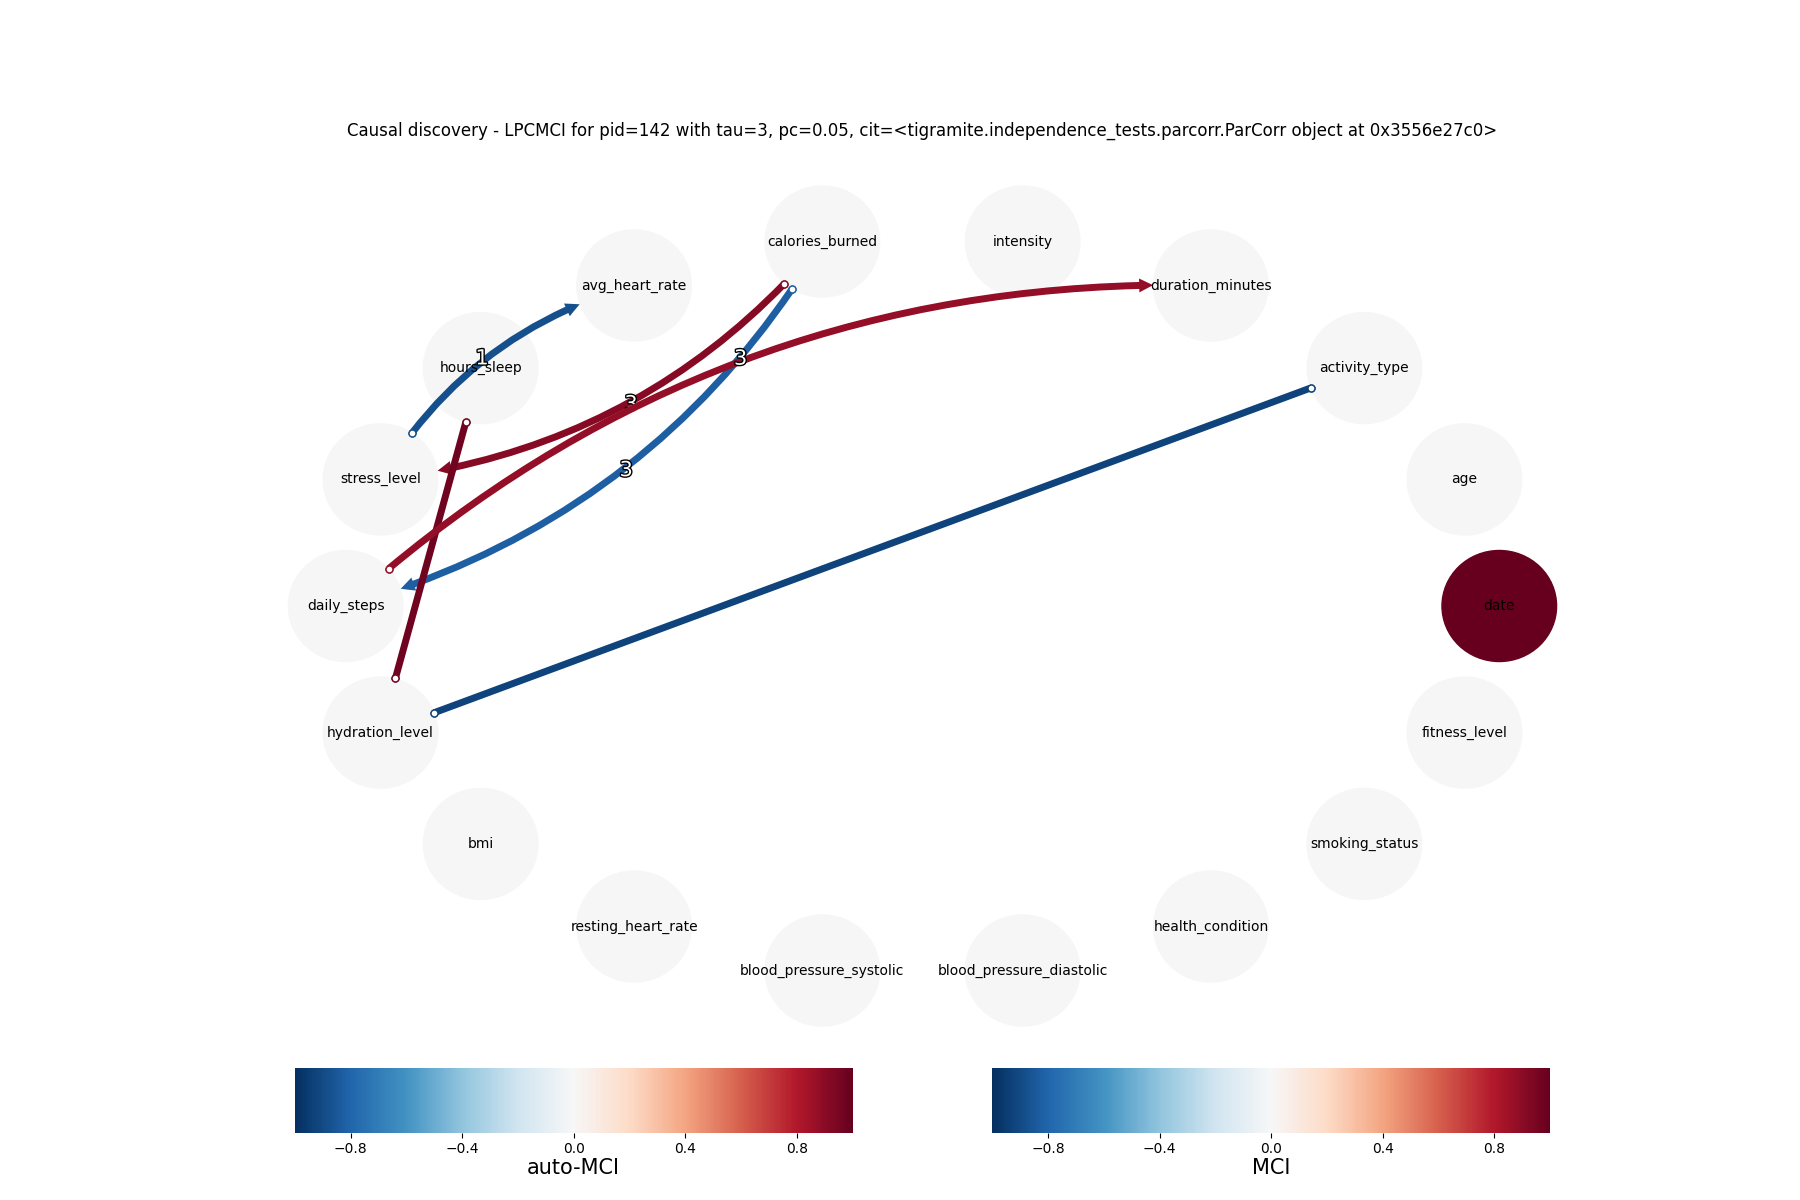 Causal discovery - LPCMCI for pid=142 with tau=3, pc=0.05, cit=<tigramite.independence_tests.parcorr.ParCorr object at 0x3556e27c0>
calories_burned
intensity
avg_heart_rate
duration_minutes
1
3
hours_sleep
activity_type
3
3
stress_level
age
daily_steps
date
hydration_level
fitness_level
bmi
smoking_status
resting_heart_rate
health_condition
blood_pressure_systolic
blood_pressure_diastolic
−0.8 −0.4 0.0 0.4 0.8
auto-MCI
−0.8 −0.4 0.0 0.4 0.8
MCI